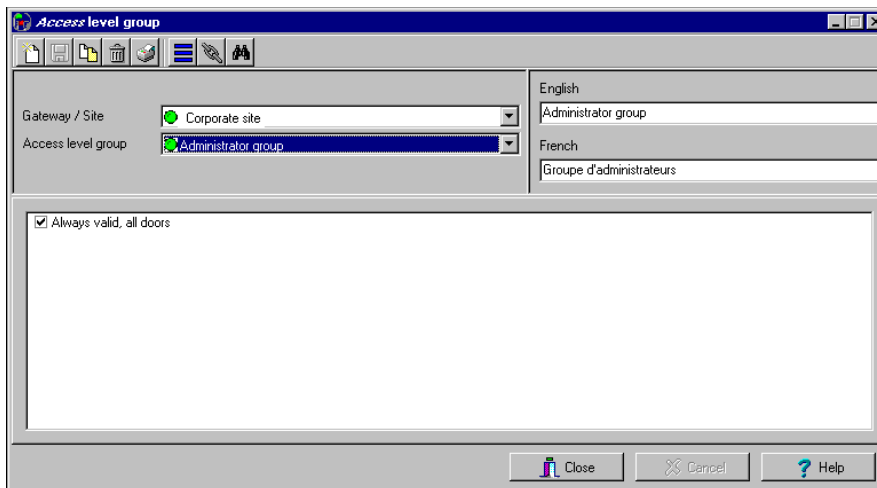 Access level group
English
Gateway / Site Corporate site Administrator group
Access level group Administrator group French
Groupe d'administrateurs
Always valid, all doors
Close Cancel Help